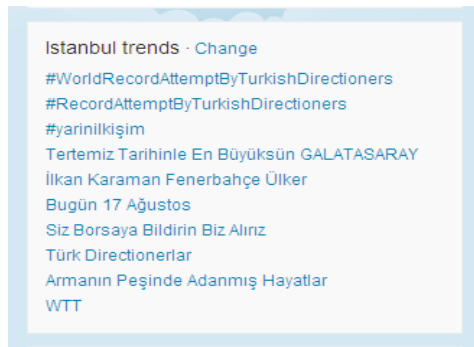 Istanbul trends · Change
#WorldRecordAttemptByTurkishDirectioners
#RecordAttemptByTurkishDirectioners
#yarinilkişim
Tertemiz Tarihinle En Büyüksün GALATASARAY
İlkan Karaman Fenerbahçe Ülker
Bugün 17 Ağustos
Siz Borsaya Bildirin Biz Alırız
Türk Directionerlar
Armanın Peşinde Adanmış Hayatlar
WTT